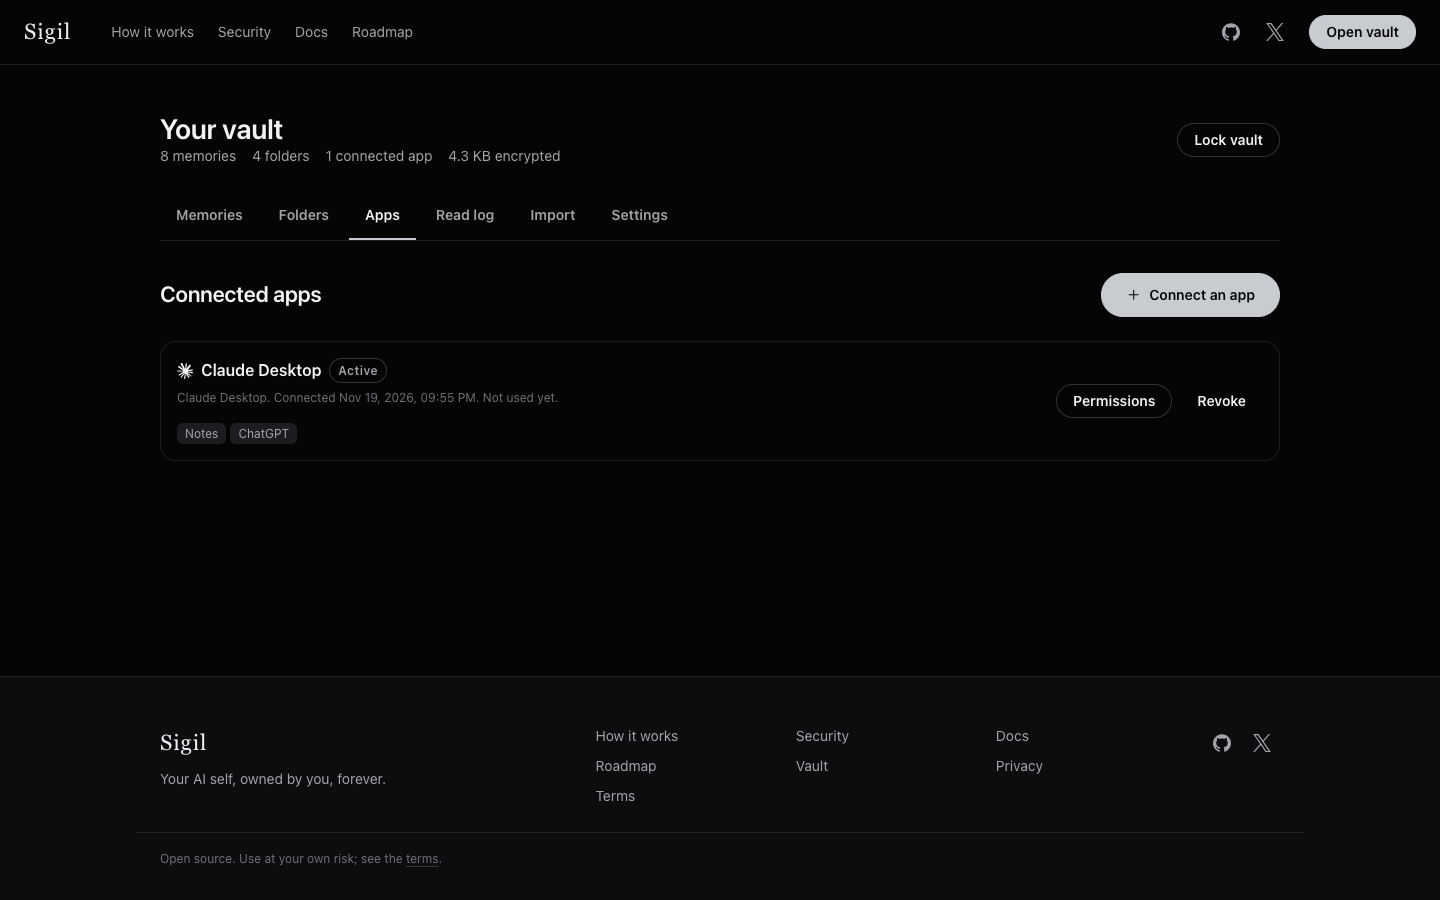 Sigil How it works Security Docs Roadmap Open vault
Your vault
8 memories 4 folders 1 connected app 4.3 KB encrypted
Lock vault
Memories Folders Apps Read log Import Settings
Connected apps
Connect an app
Claude Desktop Active
Claude Desktop. Connected Nov 19, 2026, 09:55 PM. Not used yet.
Notes ChatGPT
Permissions Revoke
Sigil
Your AI self, owned by you, forever.
How it works Security Docs
Roadmap Vault Privacy
Terms
Open source. Use at your own risk; see the terms.